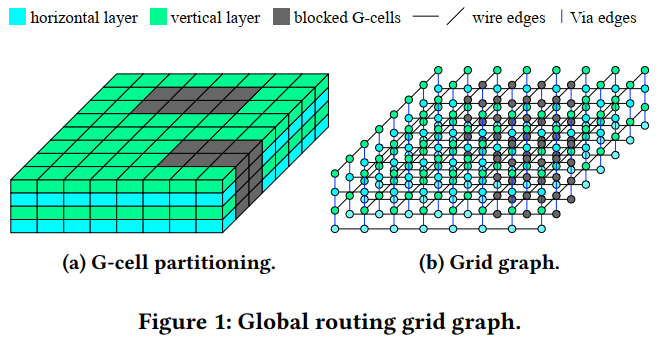 horizontal layer vertical layer blocked G-cells wire edges Via edges
(a) G-cell partitioning. (b) Grid graph.
Figure 1: Global routing grid graph.